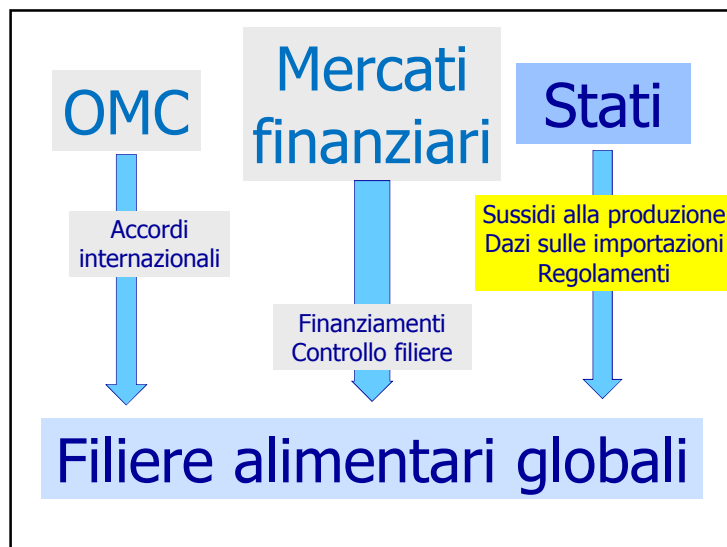 OMC
Mercati
finanziari
Stati
Accordi
internazionali
Finanziamenti
Controllo filiere
Sussidi alla produzione
Dazi sulle importazioni
Regolamenti
Filiere alimentari globali